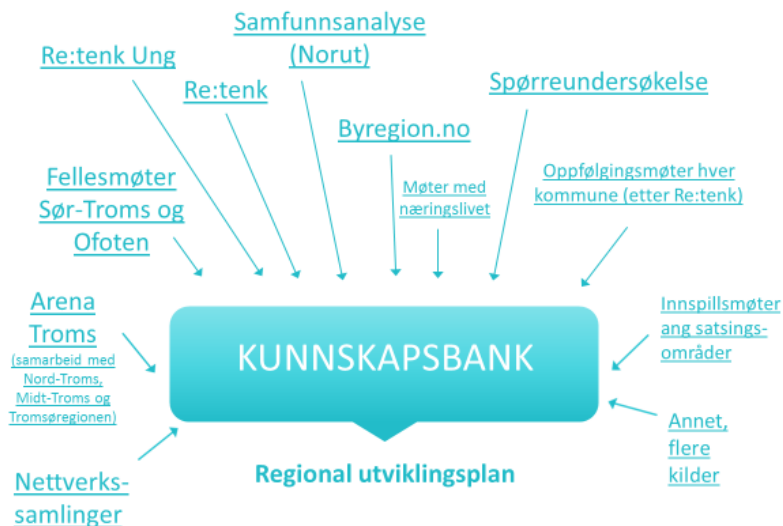 Samfunnsanalyse
(Norut)
Re:tenk Ung
Re:tenk
Spørreundersøkelse
Byregion.no
Fellesmøter
Sør-Troms og
Ofoten
Møter med
næringslivet
Oppfølgingsmøter hver
kommune (etter Re:tenk)
Arena
Troms
(samarbeid med
Nord-Troms,
Midt-Troms og
Tromsøregionen)
KUNNSKAPSBANK
Innspillsmøter
ang satsings-
områder
Annet,
flere
kilder
Regional utviklingsplan
Nettverks-
samlinger